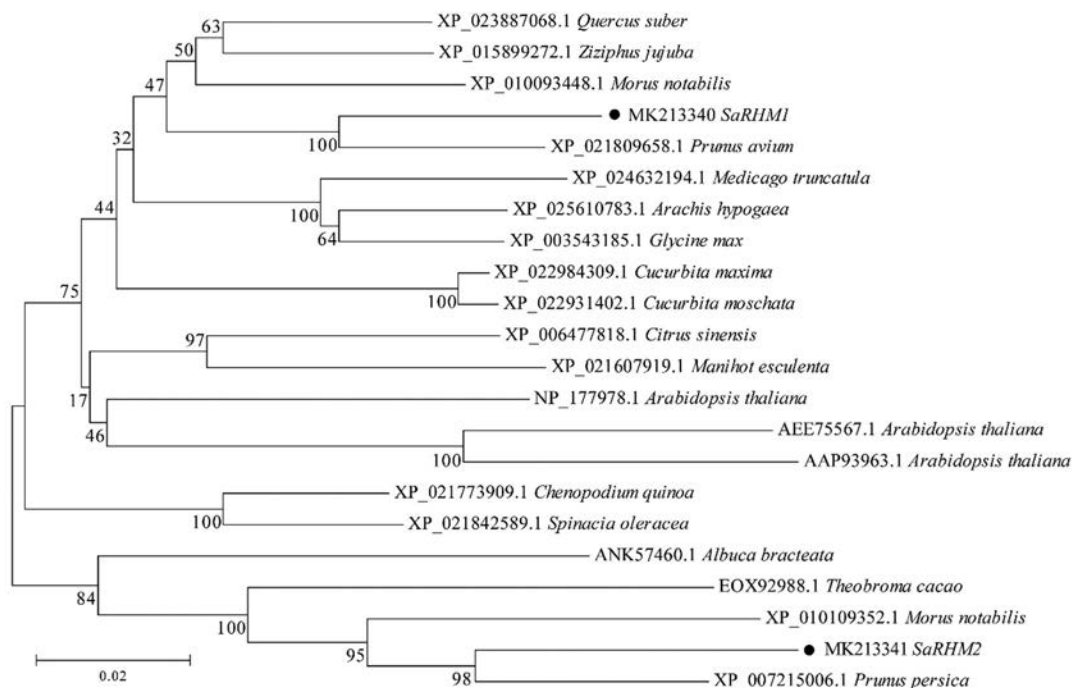 XP_023887068.1 Quercus suber
63
XP_015899272.1 Ziziphus jujuba
50
XP_010093448.1 Morus notabilis
47
MK213340 SaRHM1
32
100
XP_021809658.1 Prunus avium
XP_024632194.1 Medicago truncatula
44
100
XP_025610783.1 Arachis hypogaea
64
XP_003543185.1 Glycine max
XP_022984309.1 Cucurbita maxima
75
100
XP_022931402.1 Cucurbita moschata
XP_006477818.1 Citrus sinensis
97
XP_021607919.1 Manihot esculenta
17
NP_177978.1 Arabidopsis thaliana
46
AEE75567.1 Arabidopsis thaliana
100
AAP93963.1 Arabidopsis thaliana
XP_021773909.1 Chenopodium quinoa
100
XP_021842589.1 Spinacia oleracea
ANK57460.1 Albuca bracteata
84
EOX92988.1 Theobroma cacao
100
XP_010109352.1 Morus notabilis
95
MK213341 SaRHM2
98
XP_007215006.1 Prunus persica
0.02